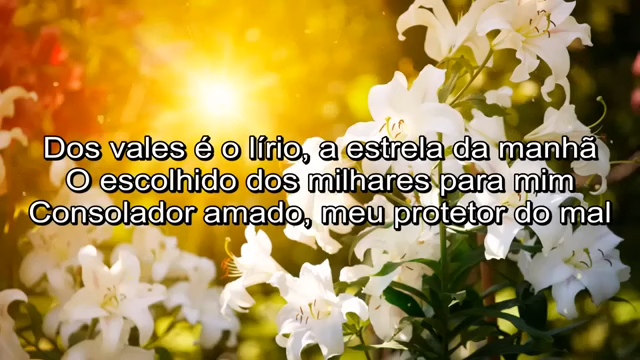 Dos vales é o lírio, a estrela da manhã
O escolhido dos milhares para mim
Consolador amado, meu protetor do mal